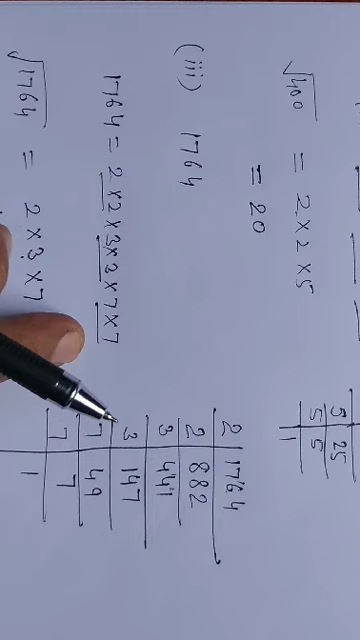 √400 = 2 × 2 × 5
= 20
5 25
5 5
1
(iii) 1764
1764 = 2 × 2 × 3 × 3 × 7 × 7
√1764 = 2 × 3 × 7
2 1764
2 882
3 441
3 147
7 49
7 7
1